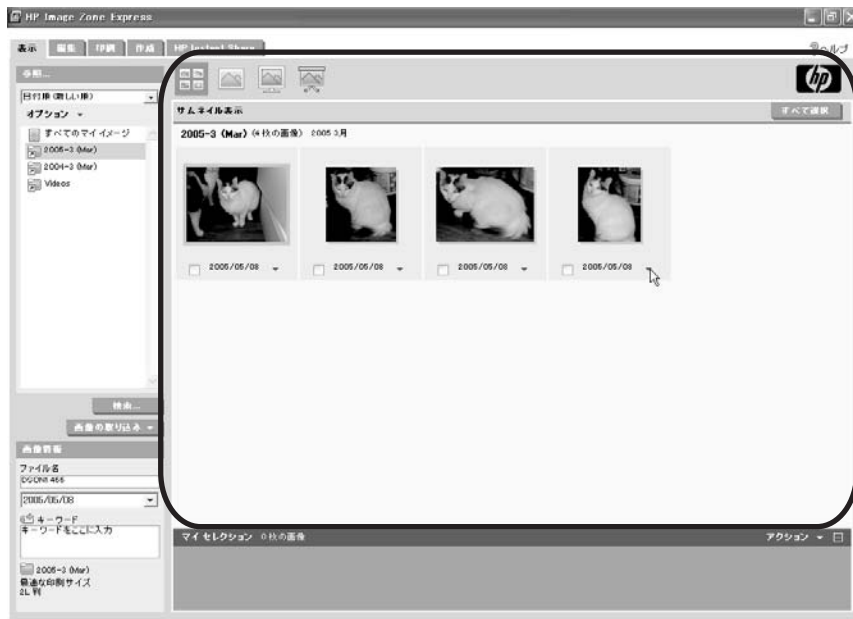 HP Image Zone Express
表示 編集 印刷 作成 HP Instant Share
ヘルプ
参照...
日付順(新しい順)
オプション
すべてのマイ イメージ
2005-3 (Mar)
2004-3 (Mar)
Videos
検索...
画像の取り込み
画像情報
ファイル名
2005/05/08
キーワード
キーワードをここに入力
2005-3 (Mar)
最適な印刷サイズ
2L 判
hp
サムネイル表示
すべて選択
2005-3 (Mar) (4 枚の画像) 2005 3月
2005/05/08 2005/05/08 2005/05/08 2005/05/08
マイ セレクション 0 枚の画像
アクション